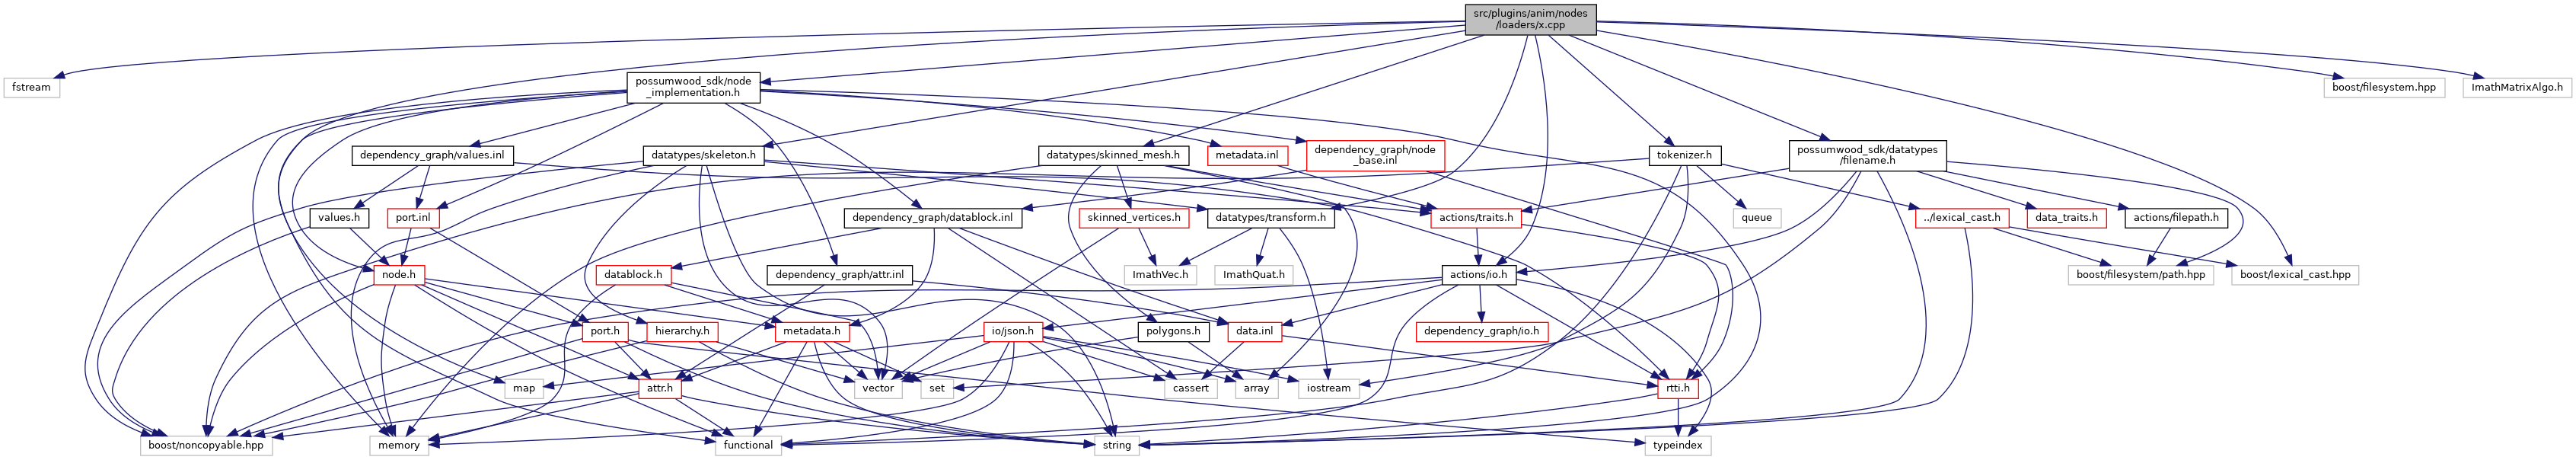 src/plugins/anim/nodes
/loaders/x.cpp
fstream
possumwood_sdk/node
_implementation.h
boost/filesystem.hpp
ImathMatrixAlgo.h
dependency_graph/values.inl
datatypes/skeleton.h
datatypes/skinned_mesh.h
metadata.inl
dependency_graph/node
_base.inl
tokenizer.h
possumwood_sdk/datatypes
/filename.h
values.h
port.inl
dependency_graph/datablock.inl
skinned_vertices.h
datatypes/transform.h
actions/traits.h
queue
../lexical_cast.h
data_traits.h
actions/filepath.h
node.h
datablock.h
dependency_graph/attr.inl
ImathVec.h
ImathQuat.h
actions/io.h
boost/filesystem/path.hpp
boost/lexical_cast.hpp
port.h
hierarchy.h
metadata.h
io/json.h
polygons.h
data.inl
dependency_graph/io.h
map
attr.h
vector
set
cassert
array
iostream
rtti.h
boost/noncopyable.hpp
memory
functional
string
typeindex